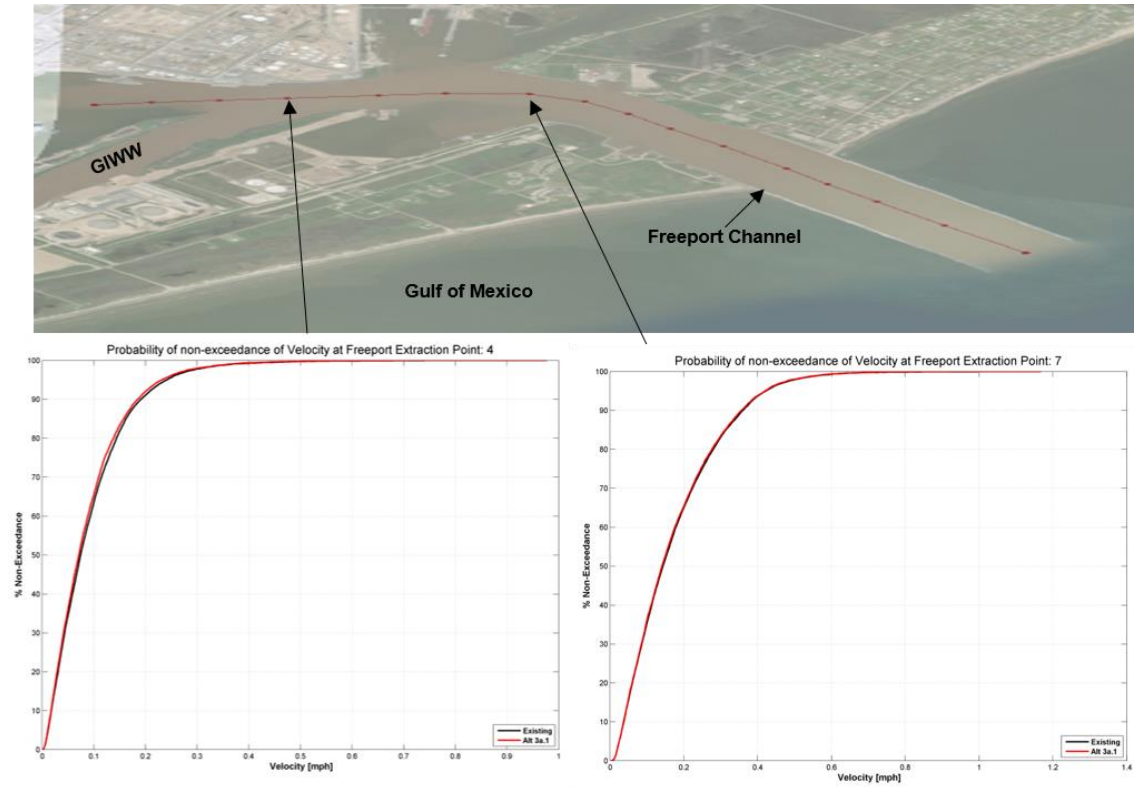 GIWW
Freeport Channel
Gulf of Mexico
Probability of non-exceedance of Velocity at Freeport Extraction Point: 4
100
90
80
70
60
50
40
30
20
10
0
% Non-Exceedance
0 0.1 0.2 0.3 0.4 0.5 0.6 0.7 0.8 0.9 1
Velocity [mph]
Existing
Alt 3a.1
Probability of non-exceedance of Velocity at Freeport Extraction Point: 7
100
90
80
70
60
50
40
30
20
10
0
% Non-Exceedance
0 0.2 0.4 0.6 0.8 1 1.2 1.4
Velocity [mph]
Existing
Alt 3a.1